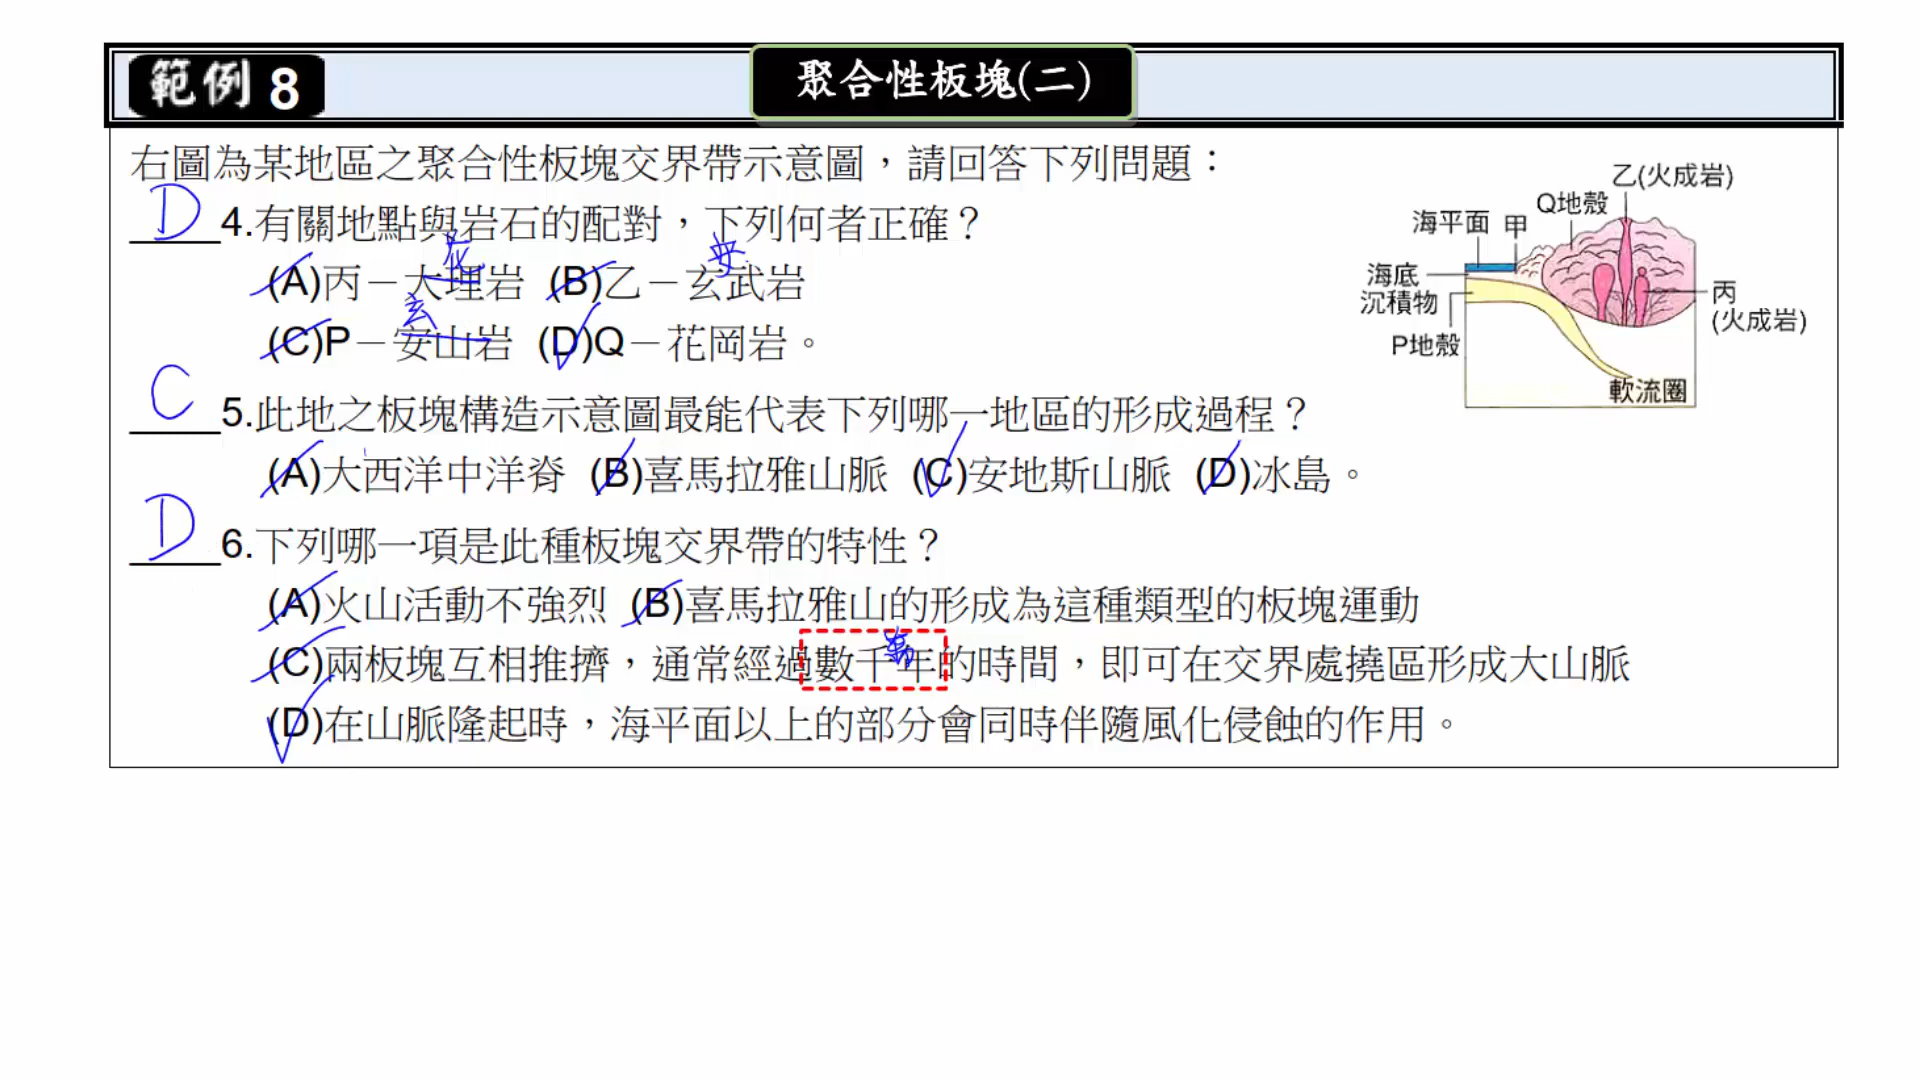 範例 8
聚合性板塊(二)
右圖為某地區之聚合性板塊交界帶示意圖，請回答下列問題：
D 4.有關地點與岩石的配對，下列何者正確？
花 安
(A)丙－大理岩 (B)乙－玄武岩
玄
(C)P－安山岩 (D)Q－花岡岩。
C 5.此地之板塊構造示意圖最能代表下列哪一地區的形成過程？
(A)大西洋中洋脊 (B)喜馬拉雅山脈 (C)安地斯山脈 (D)冰島。
D 6.下列哪一項是此種板塊交界帶的特性？
(A)火山活動不強烈 (B)喜馬拉雅山的形成為這種類型的板塊運動
萬
(C)兩板塊互相推擠，通常經過數千年的時間，即可在交界處撓區形成大山脈
(D)在山脈隆起時，海平面以上的部分會同時伴隨風化侵蝕的作用。
乙(火成岩)
Q地殼
海平面 甲
海底
沉積物
丙
(火成岩)
P地殼
軟流圈